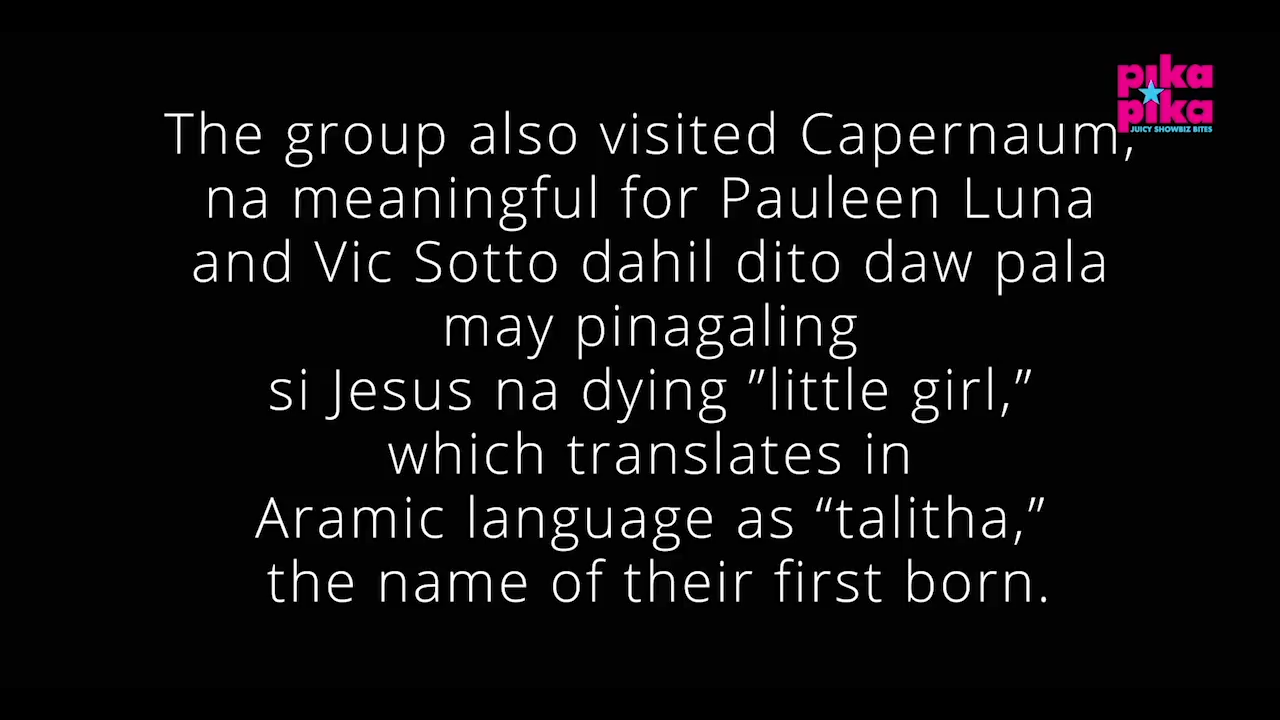 pika
pika
JUICY SHOWBIZ BITES
The group also visited Capernaum,
na meaningful for Pauleen Luna
and Vic Sotto dahil dito daw pala
may pinagaling
si Jesus na dying ”little girl,”
which translates in
Aramic language as “talitha,”
the name of their first born.